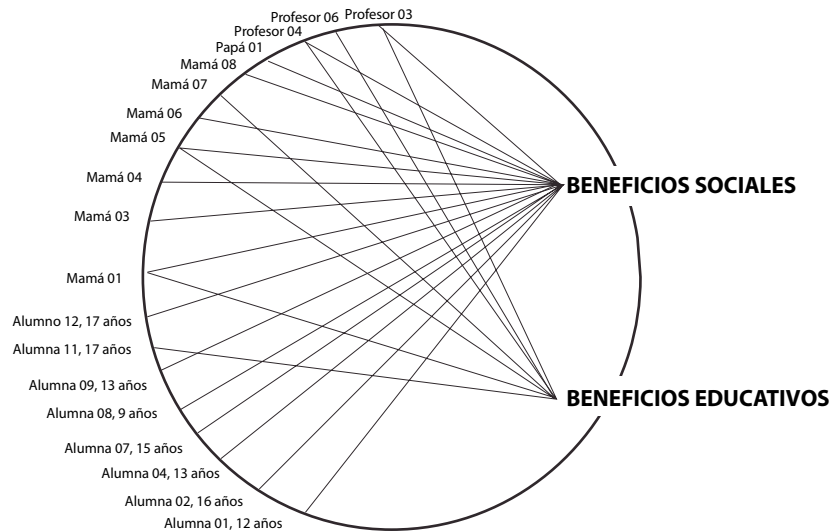 Profesor 03
Profesor 06
Profesor 04
Papá 01
Mamá 08
Mamá 07
Mamá 06
Mamá 05
Mamá 04
Mamá 03
Mamá 01
Alumno 12, 17 años
Alumna 11, 17 años
Alumna 09, 13 años
Alumna 08, 9 años
Alumna 07, 15 años
Alumna 04, 13 años
Alumna 02, 16 años
Alumna 01, 12 años
BENEFICIOS SOCIALES
BENEFICIOS EDUCATIVOS